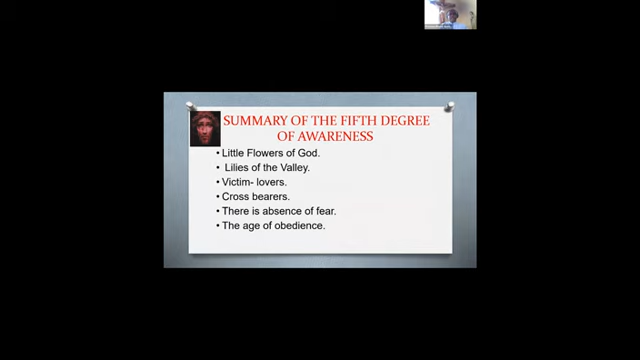 SUMMARY OF THE FIFTH DEGREE
OF AWARENESS
• Little Flowers of God.
• Lilies of the Valley.
• Victim- lovers.
• Cross bearers.
• There is absence of fear.
• The age of obedience.